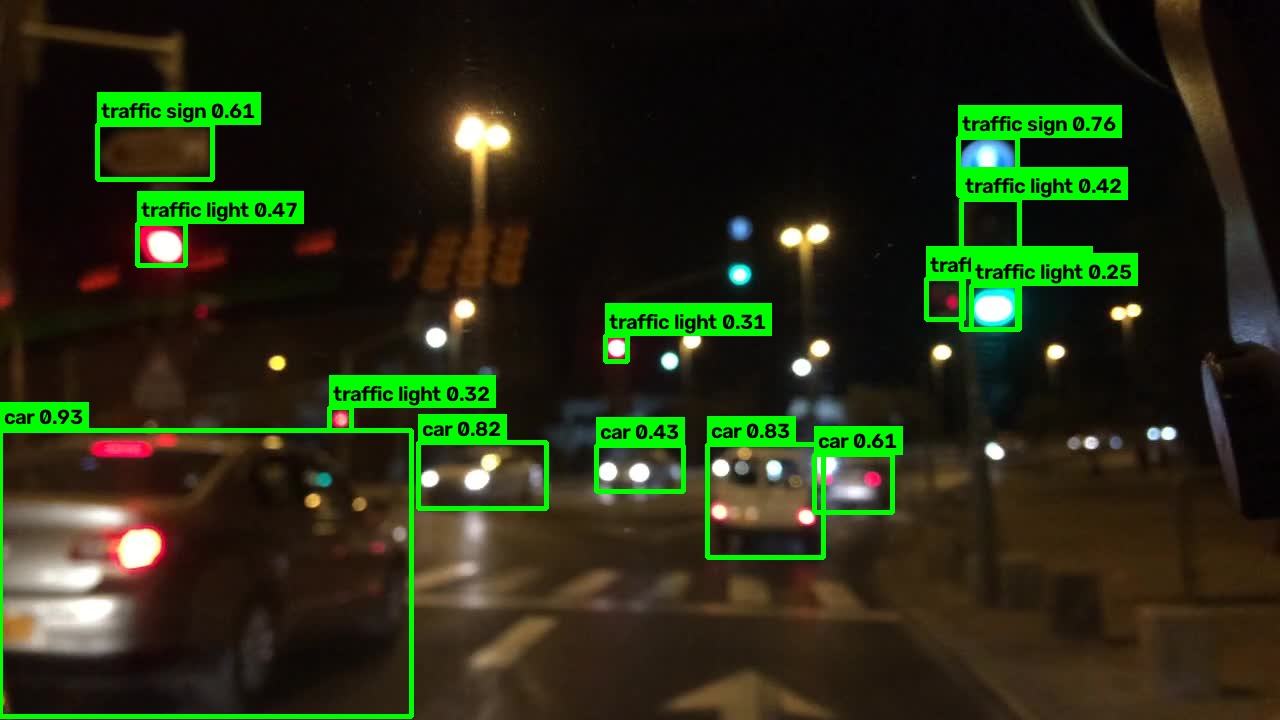 traffic sign 0.61
traffic sign 0.76
traffic light 0.42
traffic light 0.47
traff
traffic light 0.25
traffic light 0.31
traffic light 0.32
car 0.93
car 0.82
car 0.43
car 0.83
car 0.61